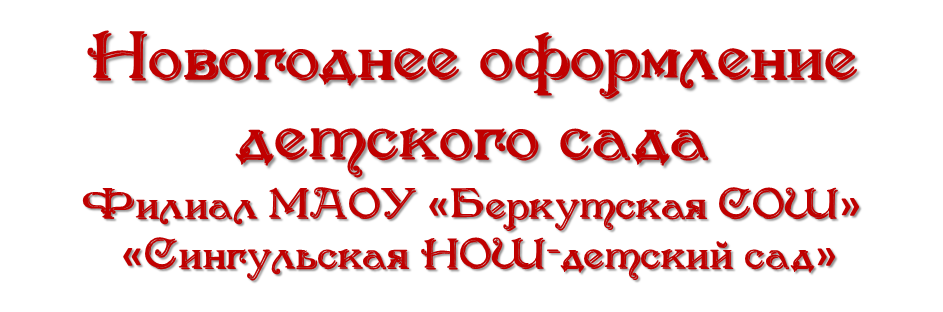 Новогоднее оформление
детского сада
Филиал МАОУ «Беркутская СОШ»
«Сингульская НОШ-детский сад»